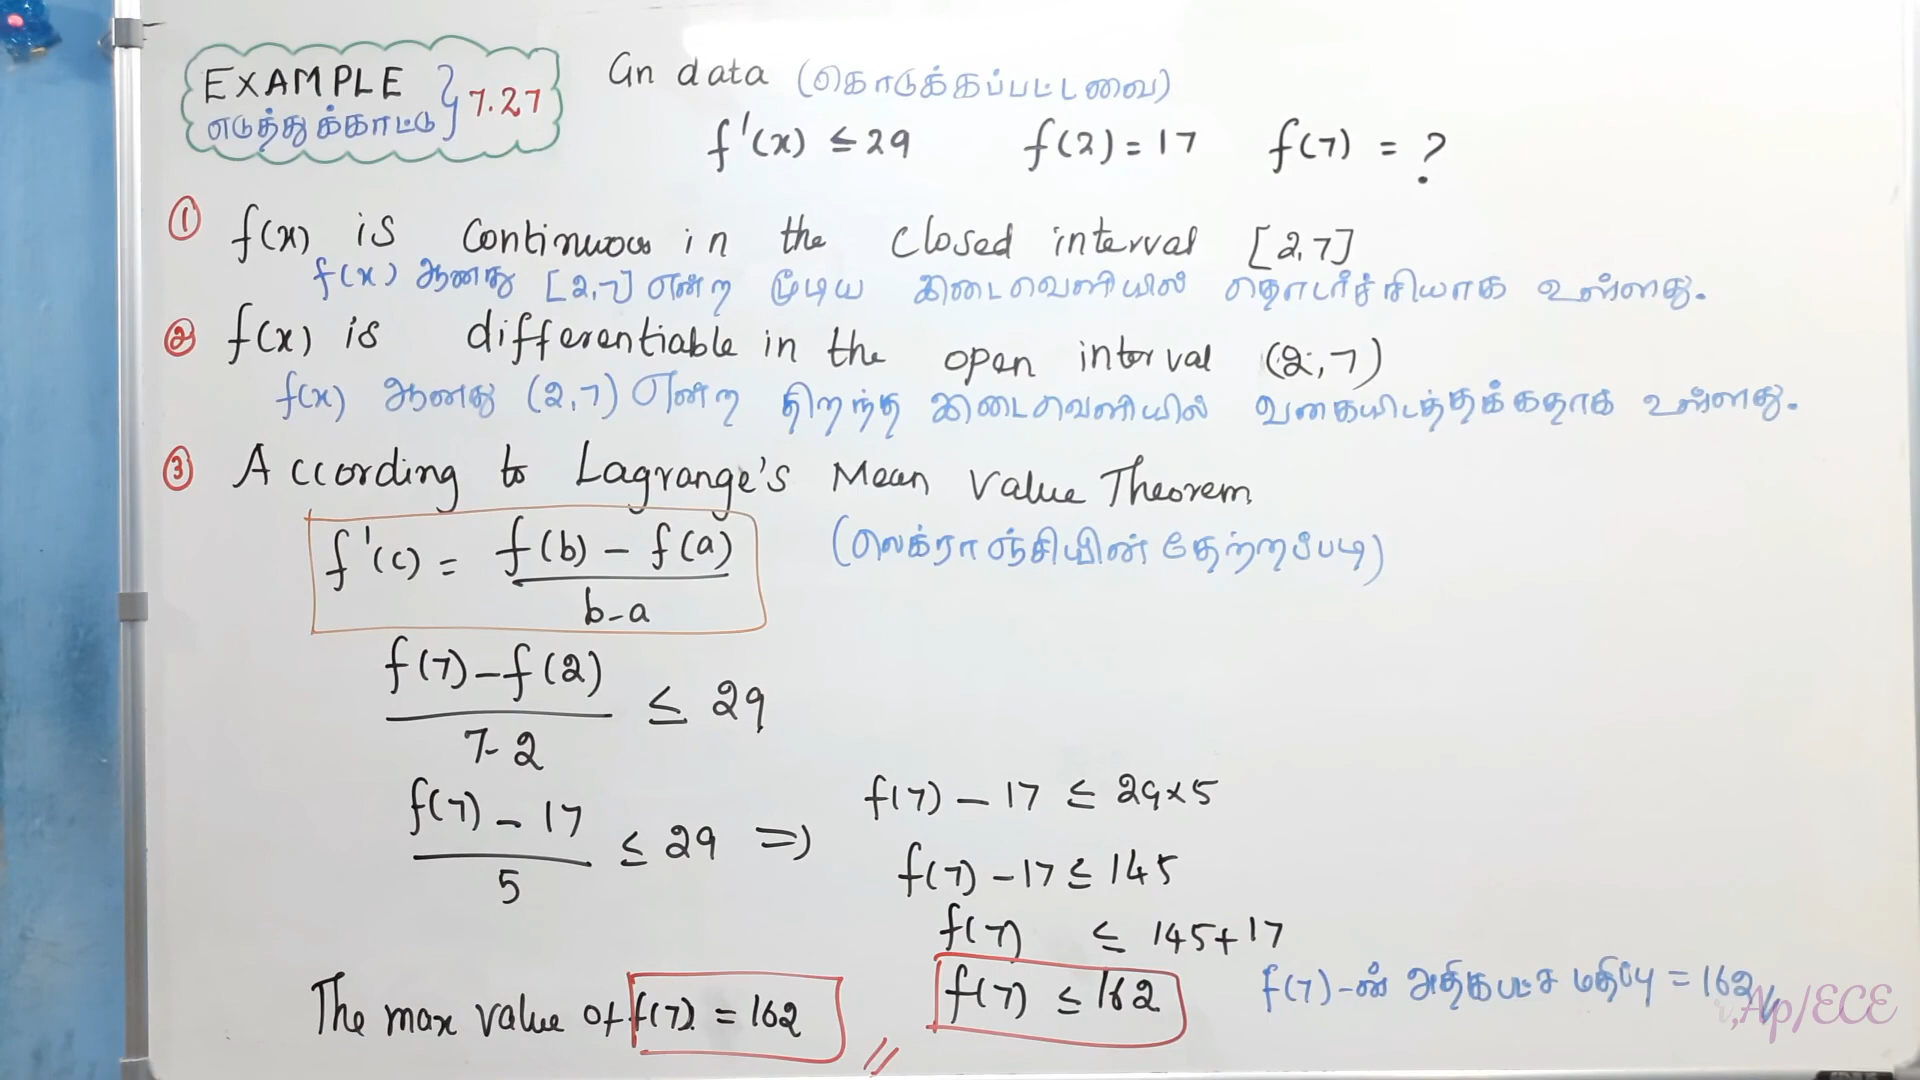 EXAMPLE
எடுத்துக்காட்டு } 7.27
Gn data (கொடுக்கப்பட்டவை)
f'(x) ≤ 29 f(2) = 17 f(7) = ?
① f(x) is continuous in the closed interval [2,7]
f(x) ஆனது [2,7] என்ற மூடிய இடைவெளியில் தொடர்ச்சியாக உள்ளது.
② f(x) is differentiable in the open interval (2,7)
f(x) ஆனது (2,7) என்ற திறந்த இடைவெளியில் வகையிடத்தக்கதாக உள்ளது.
③ According to Lagrange's Mean Value Theorem
(லெக்ராஞ்சியின் தேற்றப்படி)
f'(c) = f(b) - f(a)
b-a
f(7) - f(2)
≤ 29
7-2
f(7) - 17
≤ 29 ⇒
5
f(7) - 17 ≤ 29×5
f(7) - 17 ≤ 145
f(7) ≤ 145+17
f(7) ≤ 162
f(7)-ன் அதிகபட்ச மதிப்பு = 162
The max value of f(7) = 162
Ap/ECE